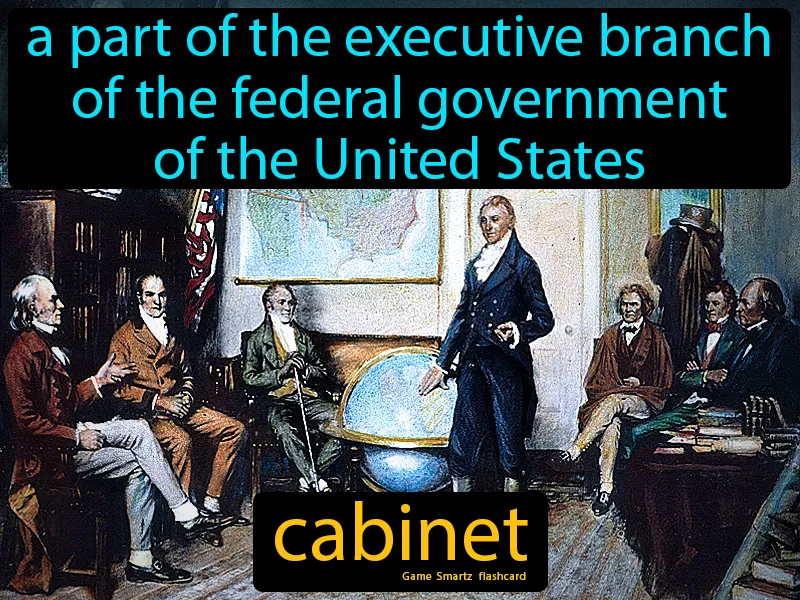 a part of the executive branch
of the federal government
of the United States
cabinet
Game Smartz flashcard